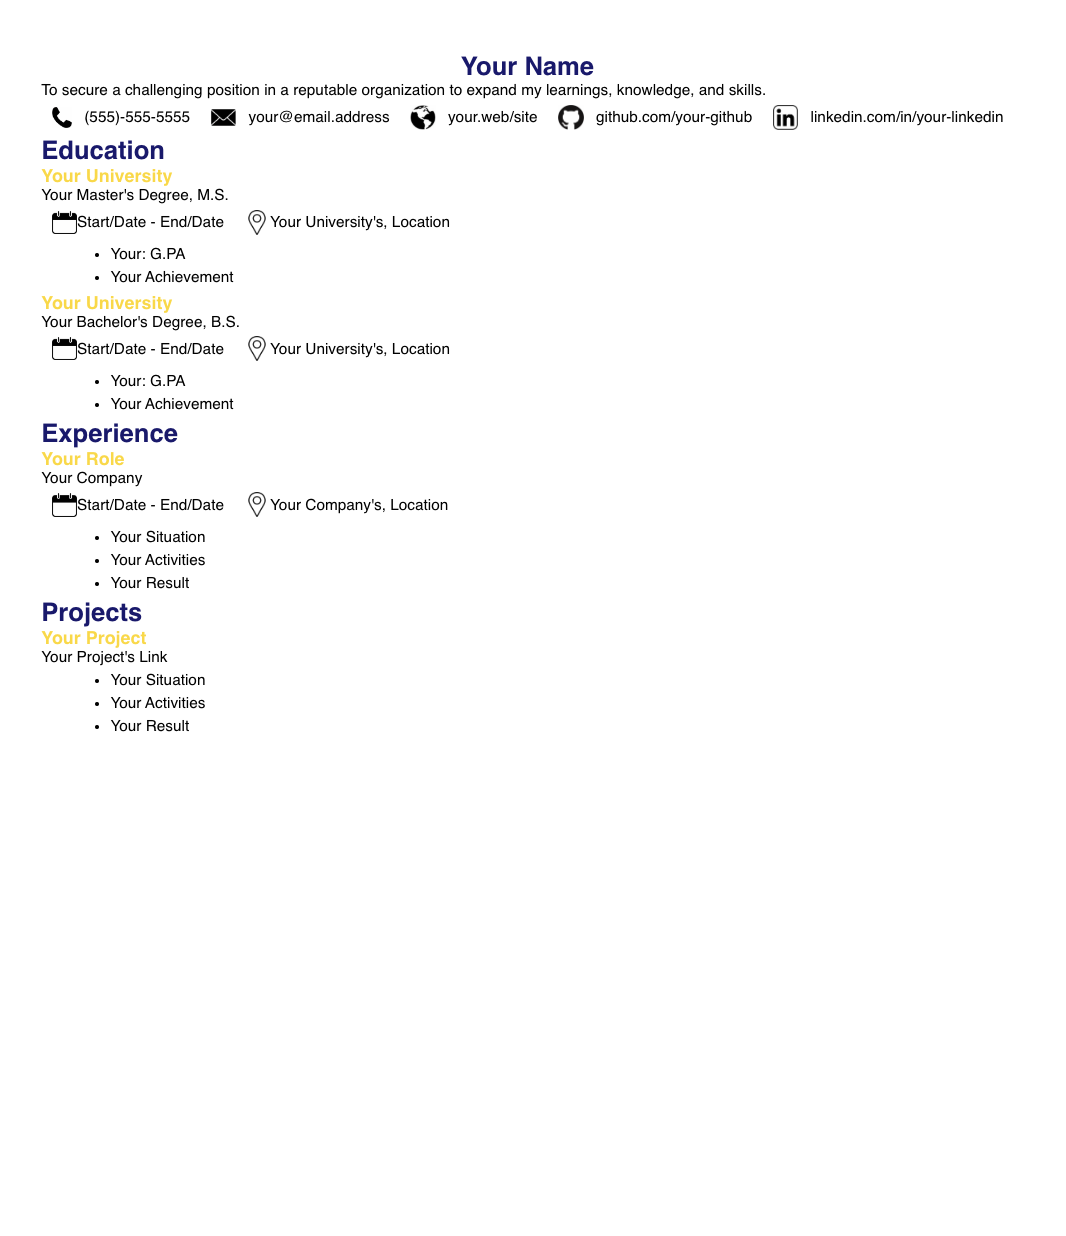 Your Name
To secure a challenging position in a reputable organization to expand my learnings, knowledge, and skills.
(555)-555-5555 your@email.address your.web/site github.com/your-github linkedin.com/in/your-linkedin
Education
Your University
Your Master's Degree, M.S.
Start/Date - End/Date Your University's, Location
• Your: G.PA
• Your Achievement
Your University
Your Bachelor's Degree, B.S.
Start/Date - End/Date Your University's, Location
• Your: G.PA
• Your Achievement
Experience
Your Role
Your Company
Start/Date - End/Date Your Company's, Location
• Your Situation
• Your Activities
• Your Result
Projects
Your Project
Your Project's Link
• Your Situation
• Your Activities
• Your Result